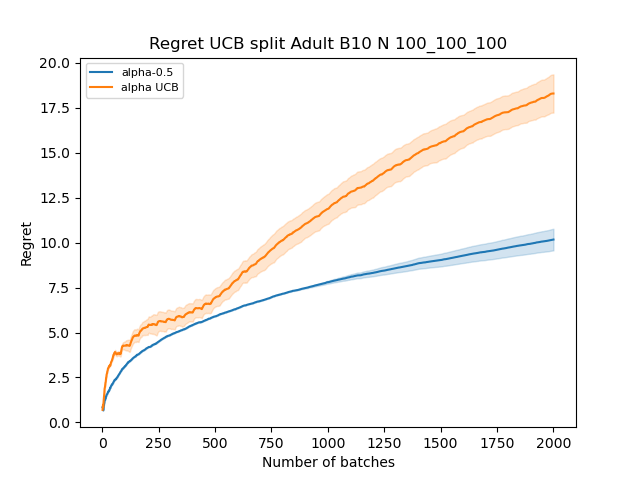 Regret UCB split Adult B10 N 100_100_100
alpha-0.5
alpha UCB
Regret
20.0
17.5
15.0
12.5
10.0
7.5
5.0
2.5
0.0
0 250 500 750 1000 1250 1500 1750 2000
Number of batches